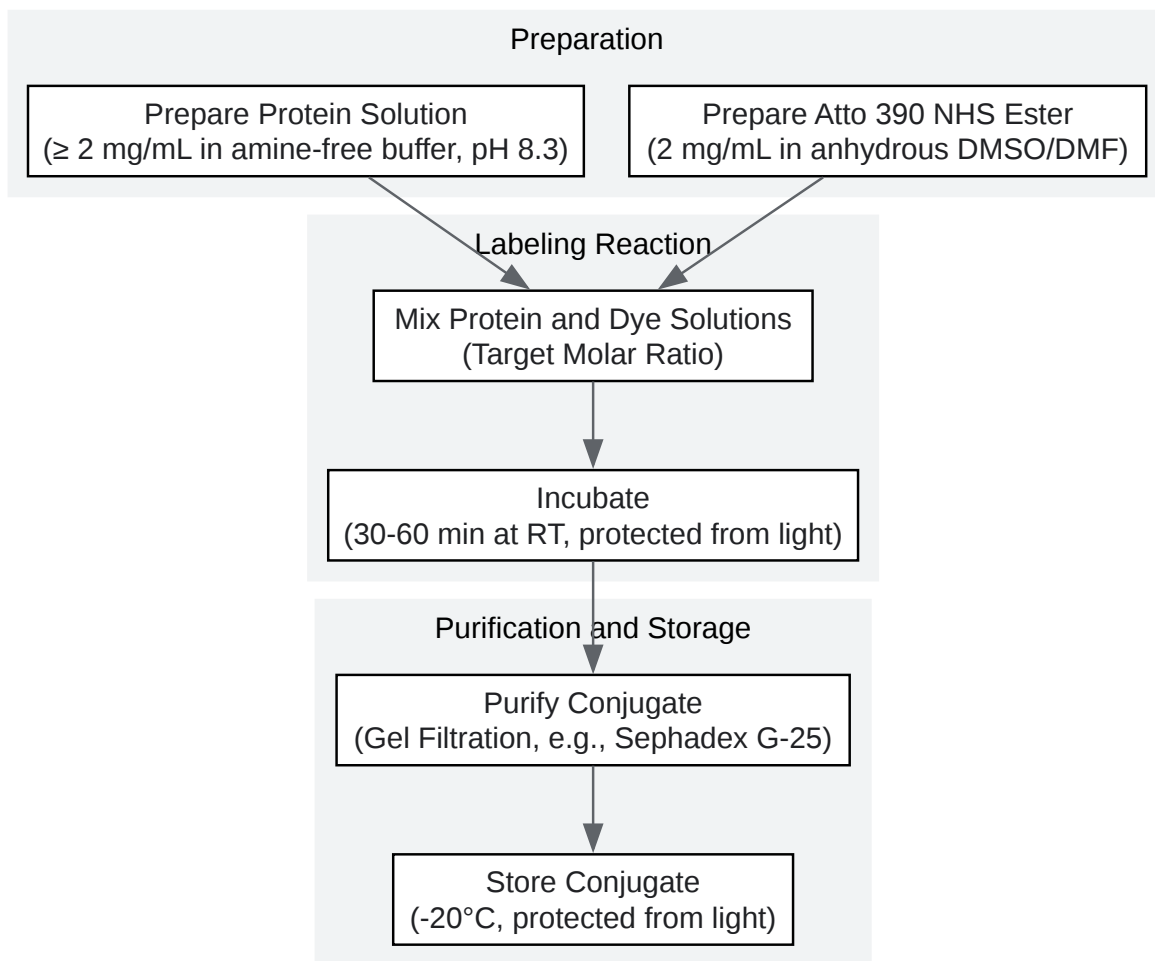 Preparation
Prepare Protein Solution
(≥ 2 mg/mL in amine-free buffer, pH 8.3)
Prepare Atto 390 NHS Ester
(2 mg/mL in anhydrous DMSO/DMF)
Labeling Reaction
Mix Protein and Dye Solutions
(Target Molar Ratio)
Incubate
(30-60 min at RT, protected from light)
Purification and Storage
Purify Conjugate
(Gel Filtration, e.g., Sephadex G-25)
Store Conjugate
(-20°C, protected from light)